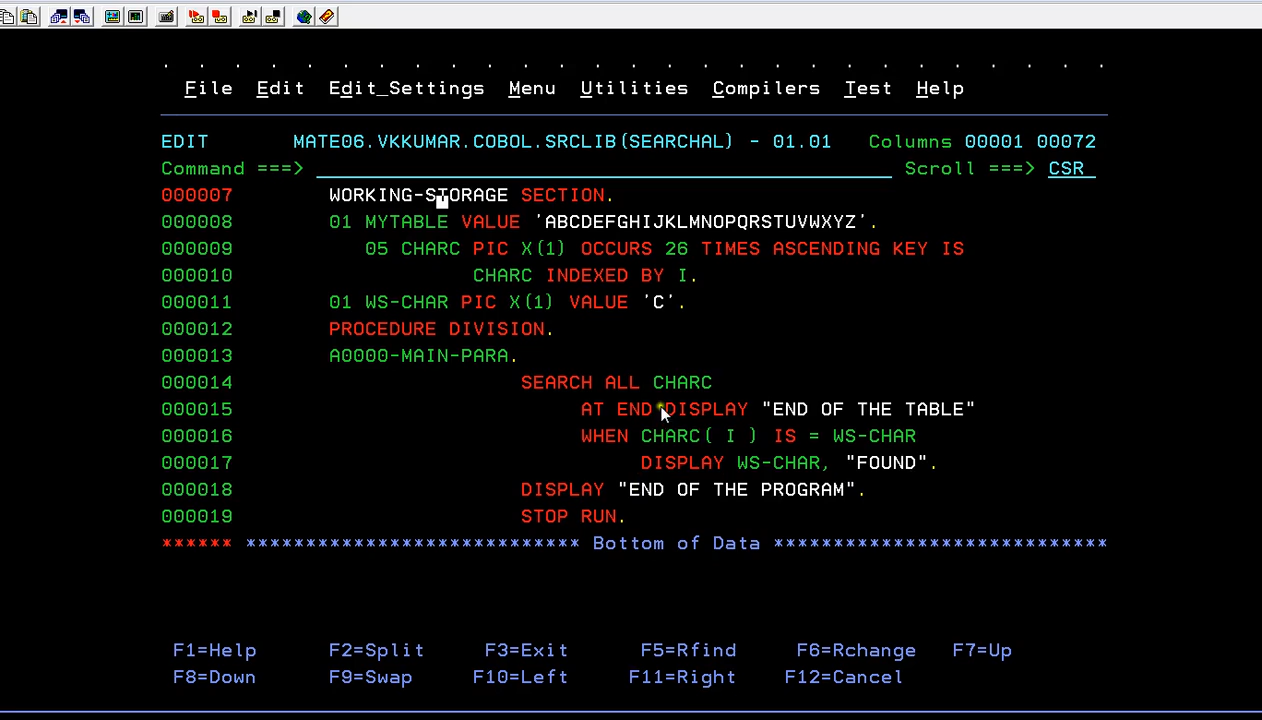 File Edit Edit_Settings Menu Utilities Compilers Test Help
EDIT MATE06.VKKUMAR.COBOL.SRCLIB(SEARCHAL) - 01.01 Columns 00001 00072
Command ===> Scroll ===> CSR
000007 WORKING-STORAGE SECTION.
000008 01 MYTABLE VALUE 'ABCDEFGHIJKLMNOPQRSTUVWXYZ'.
000009 05 CHARC PIC X(1) OCCURS 26 TIMES ASCENDING KEY IS
000010 CHARC INDEXED BY I.
000011 01 WS-CHAR PIC X(1) VALUE 'C'.
000012 PROCEDURE DIVISION.
000013 A0000-MAIN-PARA.
000014 SEARCH ALL CHARC
000015 AT END DISPLAY "END OF THE TABLE"
000016 WHEN CHARC( I ) IS = WS-CHAR
000017 DISPLAY WS-CHAR, "FOUND".
000018 DISPLAY "END OF THE PROGRAM".
000019 STOP RUN.
****** **************************** Bottom of Data ****************************
F1=Help F2=Split F3=Exit F5=Rfind F6=Rchange F7=Up
F8=Down F9=Swap F10=Left F11=Right F12=Cancel